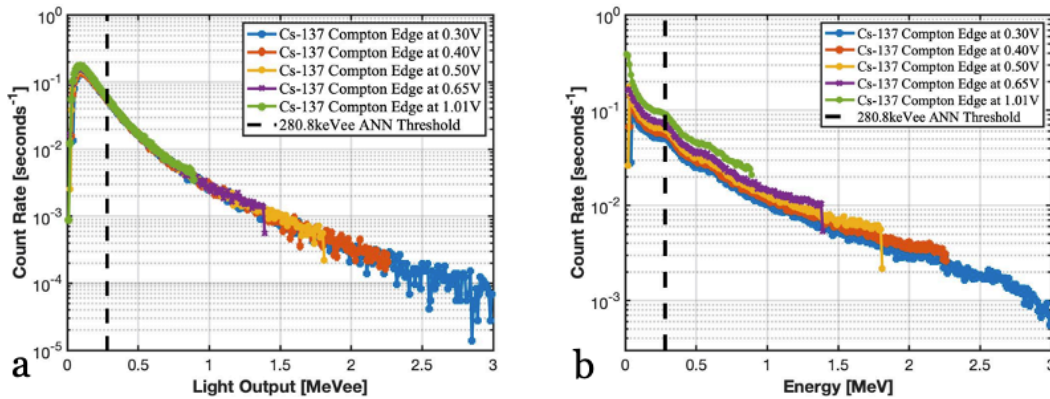 Cs-137 Compton Edge at 0.30V
Cs-137 Compton Edge at 0.40V
Cs-137 Compton Edge at 0.50V
Cs-137 Compton Edge at 0.65V
Cs-137 Compton Edge at 1.01V
280.8keVee ANN Threshold
Count Rate [seconds-1]
10^0
10^-1
10^-2
10^-3
10^-4
10^-5
0 0.5 1 1.5 2 2.5 3
Light Output [MeVee]
a
Cs-137 Compton Edge at 0.30V
Cs-137 Compton Edge at 0.40V
Cs-137 Compton Edge at 0.50V
Cs-137 Compton Edge at 0.65V
Cs-137 Compton Edge at 1.01V
280.8keVee ANN Threshold
Count Rate [seconds-1]
10^0
10^-1
10^-2
10^-3
0 0.5 1 1.5 2 2.5 3
Energy [MeV]
b